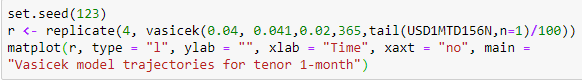 set.seed(123)
r <- replicate(4, vasicek(0.04, 0.041,0.02,365,tail(USD1MTD156N,n=1)/100))
matplot(r, type = "l", ylab = "", xlab = "Time", xaxt = "no", main =
"Vasicek model trajectories for tenor 1-month")